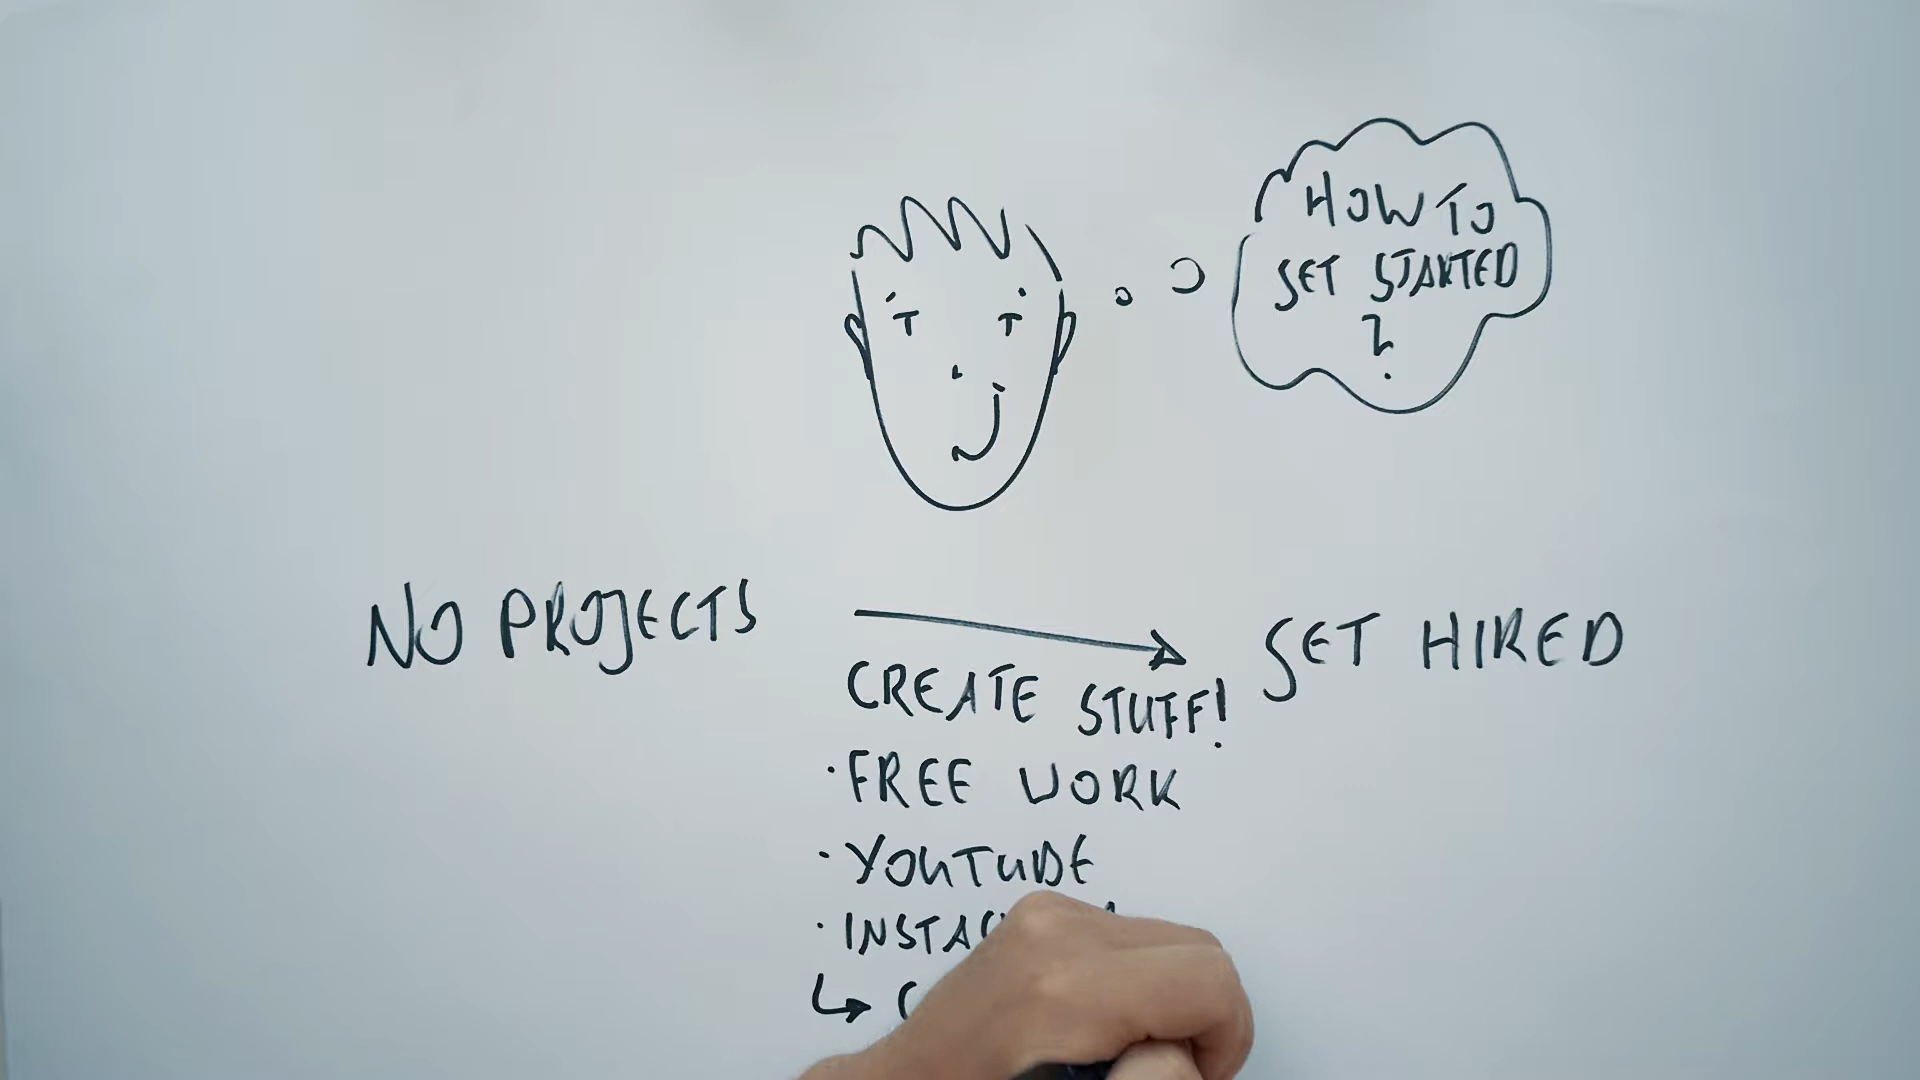 HOW TO
GET STARTED
?
NO PROJECTS
GET HIRED
CREATE STUFF!
· FREE WORK
· YOUTUBE